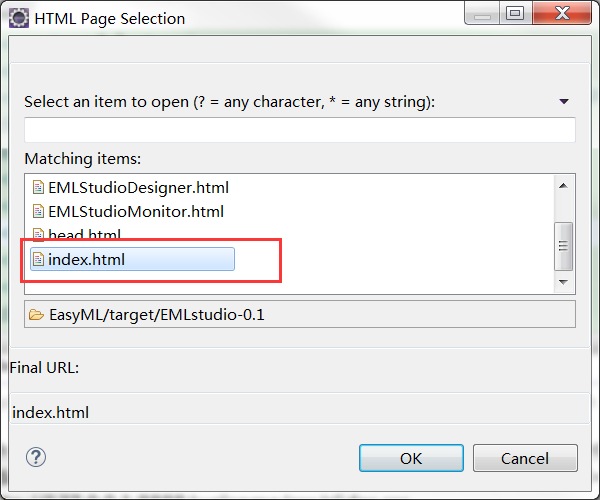 HTML Page Selection
Select an item to open (? = any character, * = any string):
Matching items:
EMLStudioDesigner.html
EMLStudioMonitor.html
head.html
index.html
EasyML/target/EMLstudio-0.1
Final URL:
index.html
?
OK
Cancel